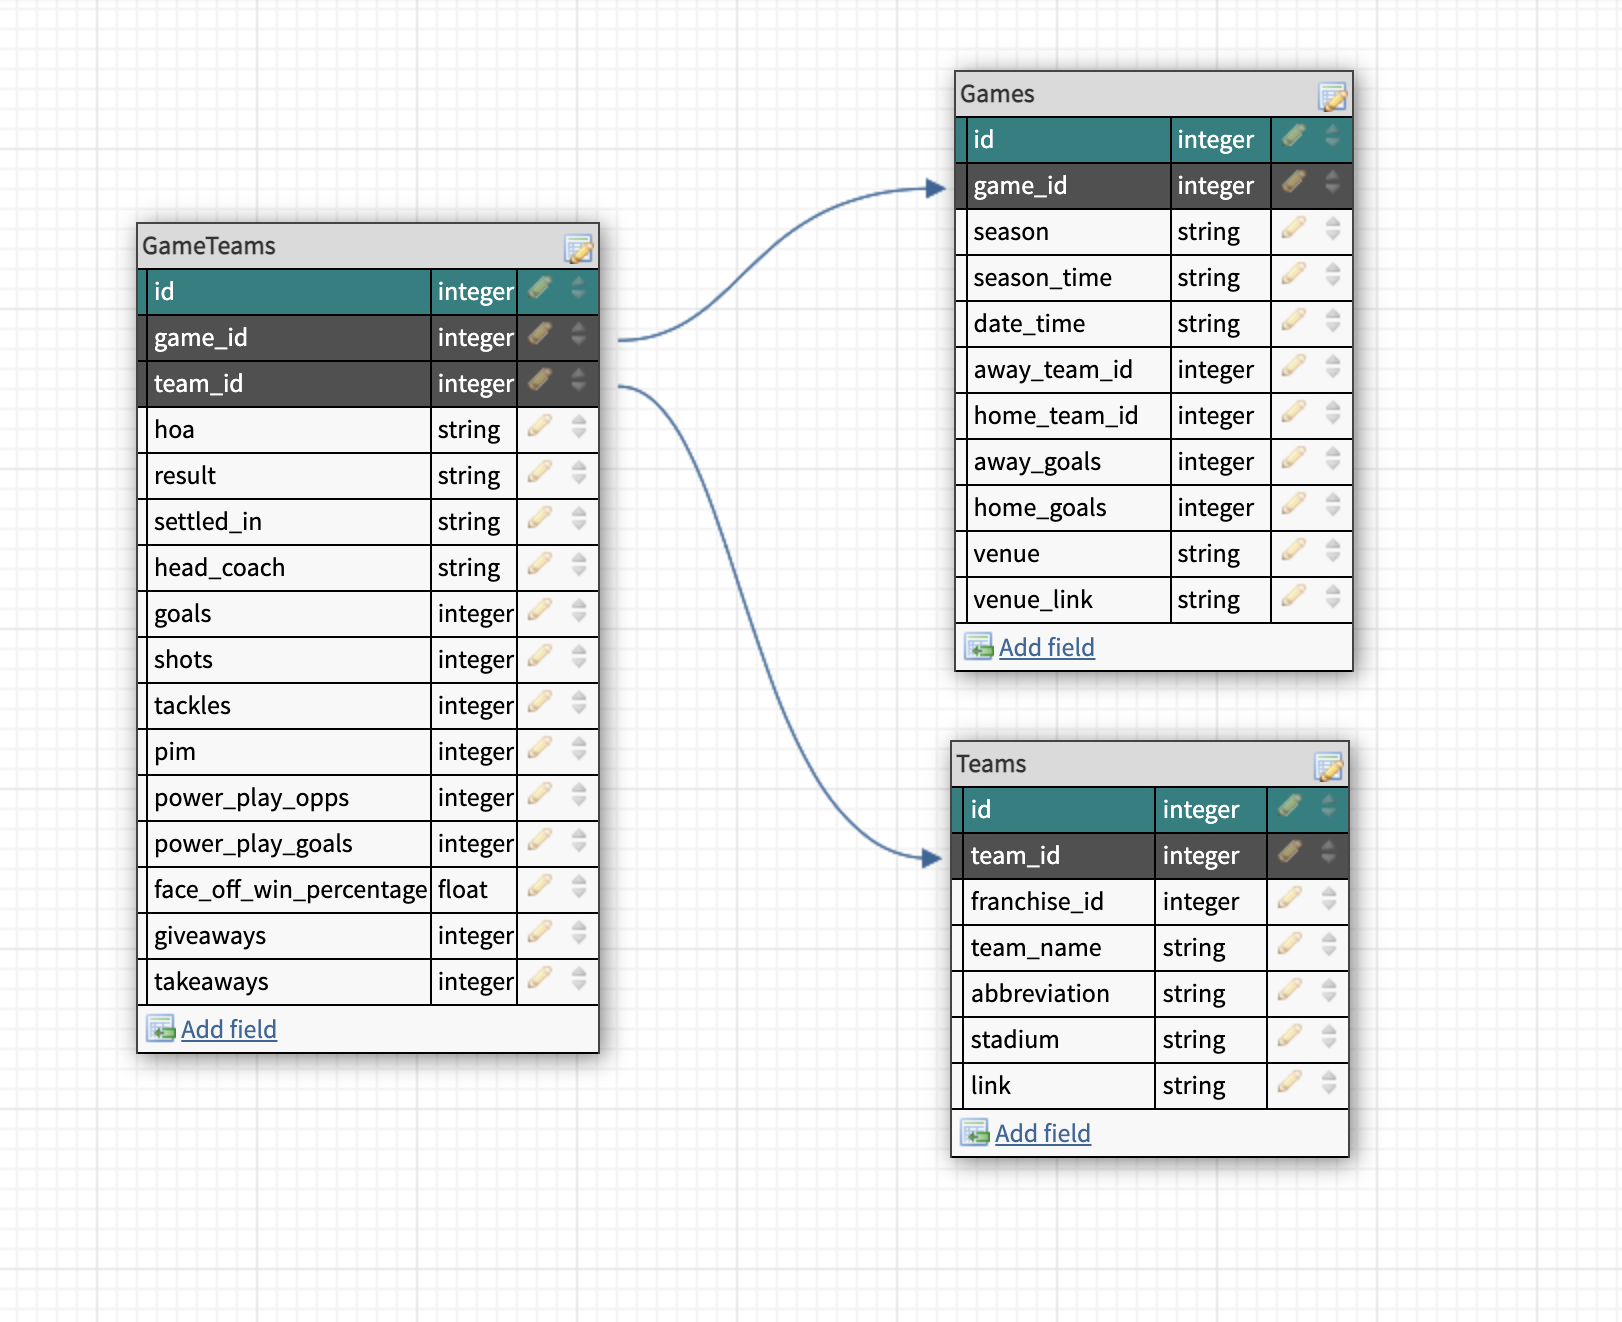 GameTeams
id integer
game_id integer
team_id integer
hoa string
result string
settled_in string
head_coach string
goals integer
shots integer
tackles integer
pim integer
power_play_opps integer
power_play_goals integer
face_off_win_percentage float
giveaways integer
takeaways integer
Add field
Games
id integer
game_id integer
season string
season_time string
date_time string
away_team_id integer
home_team_id integer
away_goals integer
home_goals integer
venue string
venue_link string
Add field
Teams
id integer
team_id integer
franchise_id integer
team_name string
abbreviation string
stadium string
link string
Add field